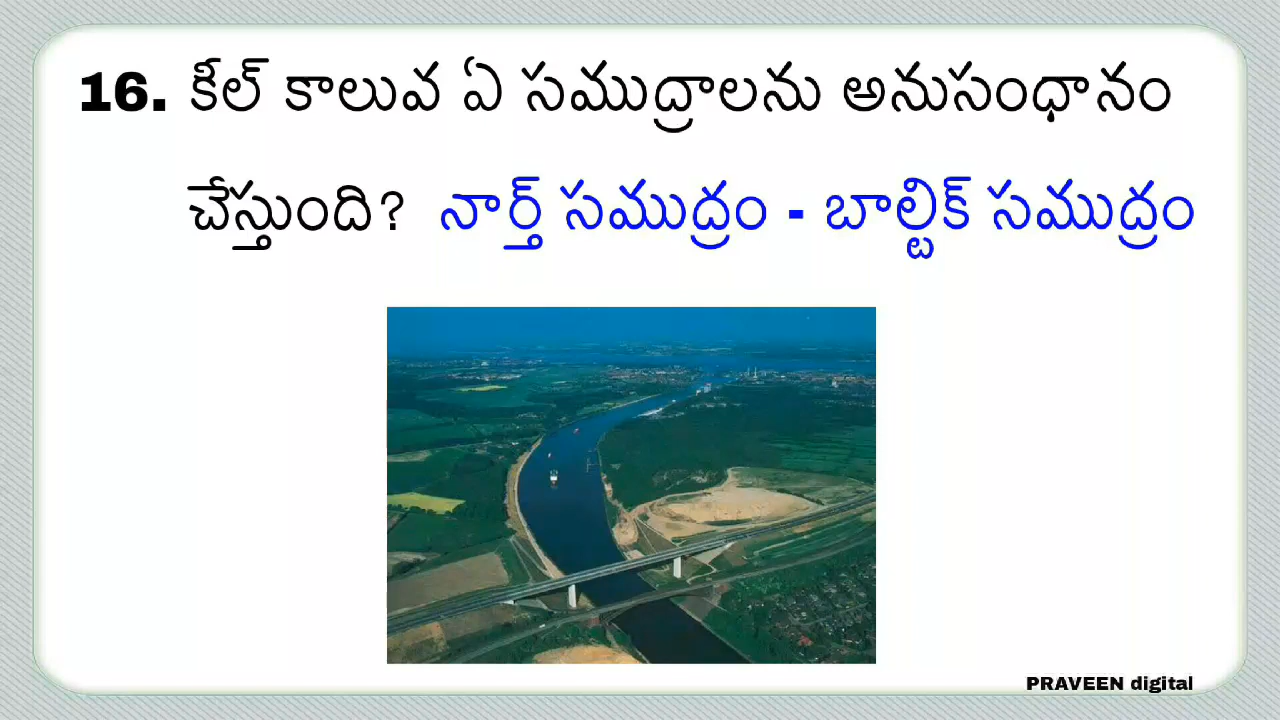 16. కీల్ కాలువ ఏ సముద్రాలను అనుసంధానం
చేస్తుంది? నార్త్ సముద్రం - బాల్టిక్ సముద్రం
PRAVEEN digital